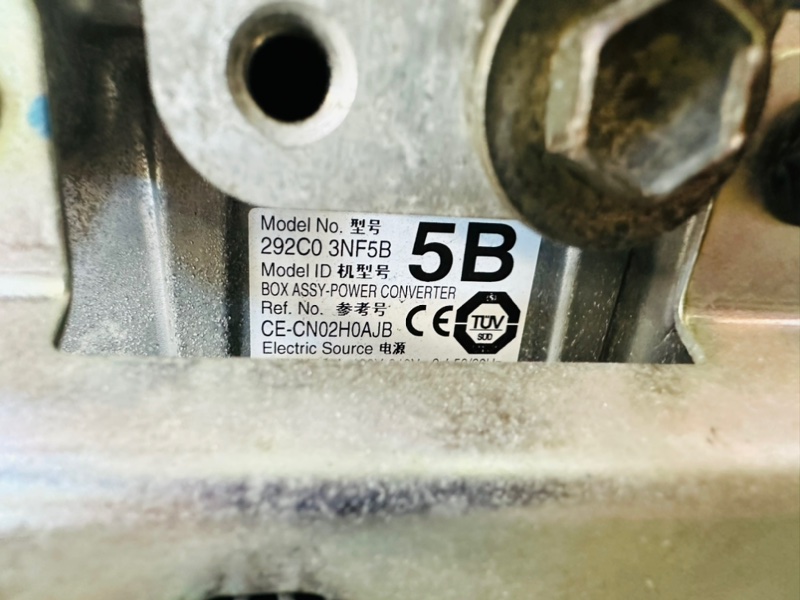 Model No. 型号
292C0 3NF5B
5B
Model ID 机型号
BOX ASSY-POWER CONVERTER
Ref. No. 参考号
CE-CN02H0AJB
CE
TÜV
SÜD
Electric Source 电源